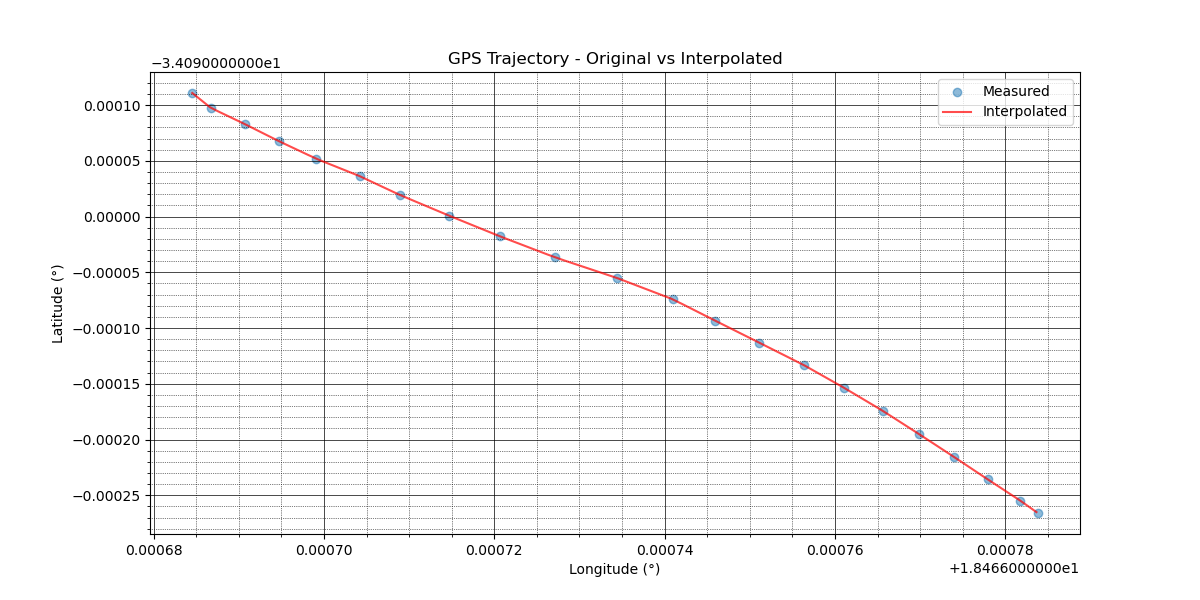 GPS Trajectory - Original vs Interpolated
−3.4090000000e1
Measured
Interpolated
0.00010
0.00005
0.00000
−0.00005
−0.00010
−0.00015
−0.00020
−0.00025
Latitude (°)
0.00068 0.00070 0.00072 0.00074 0.00076 0.00078
Longitude (°)
+1.8466000000e1